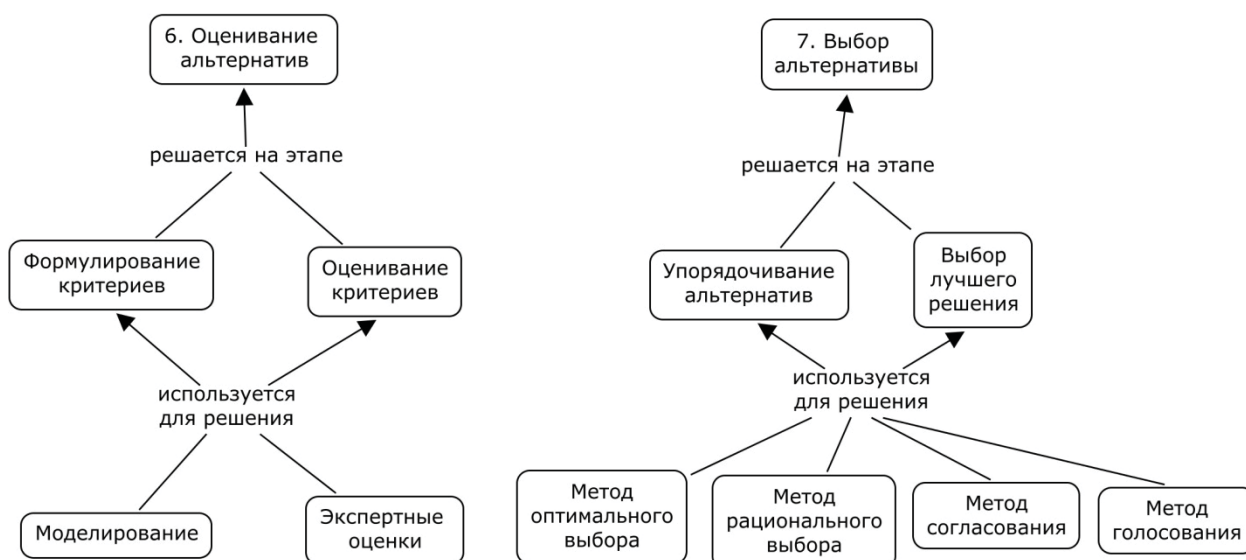 6. Оценивание
альтернатив
решается на этапе
Формулирование
критериев
Оценивание
критериев
используется
для решения
Моделирование
Экспертные
оценки
7. Выбор
альтернативы
решается на этапе
Упорядочивание
альтернатив
Выбор
лучшего
решения
используется
для решения
Метод
оптимального
выбора
Метод
рационального
выбора
Метод
согласования
Метод
голосования